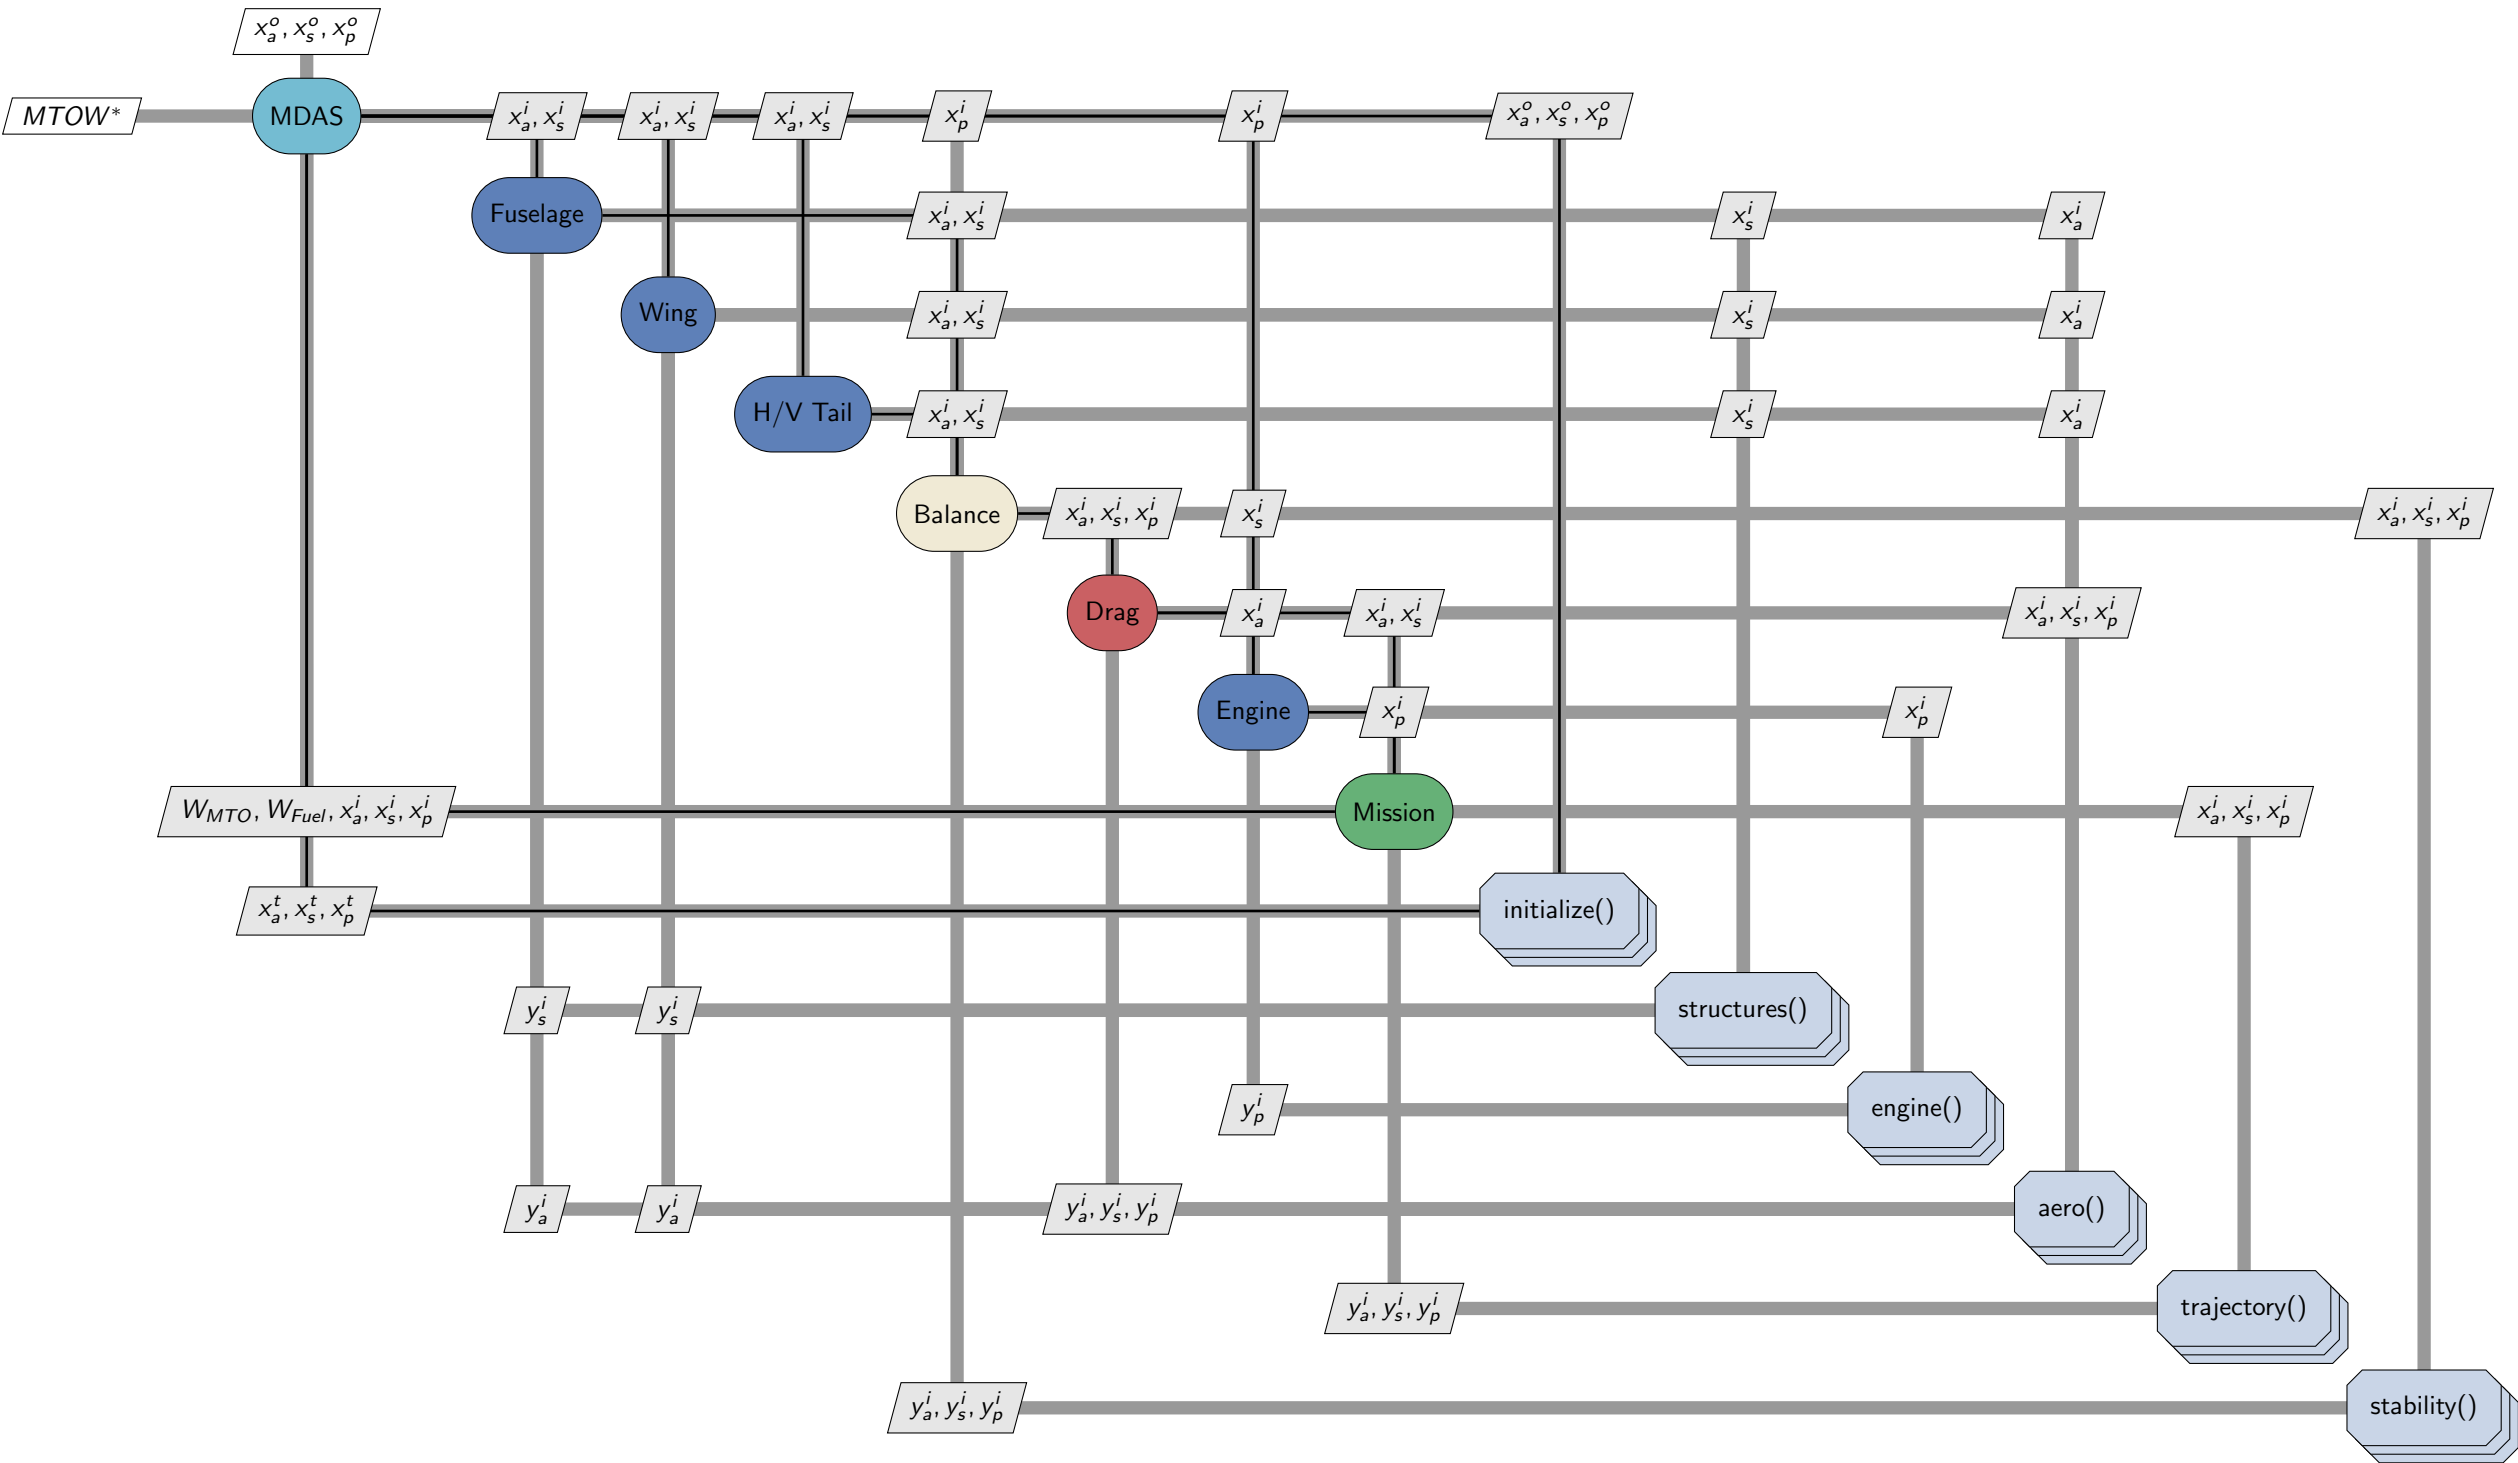 x_a^o, x_s^o, x_p^o
MTOW* MDAS x_a^i, x_s^i x_a^i, x_s^i x_a^i, x_s^i x_p^i x_p^i x_a^o, x_s^o, x_p^o
Fuselage x_a^i, x_s^i x_s^i x_a^i
Wing x_a^i, x_s^i x_s^i x_a^i
H/V Tail x_a^i, x_s^i x_s^i x_a^i
Balance x_a^i, x_s^i, x_p^i x_s^i x_a^i, x_s^i, x_p^i
Drag x_a^i x_a^i, x_s^i x_a^i, x_s^i, x_p^i
Engine x_p^i x_p^i
W_MTO, W_Fuel, x_a^i, x_s^i, x_p^i Mission x_a^i, x_s^i, x_p^i
x_a^t, x_s^t, x_p^t initialize()
y_s^i y_s^i structures()
y_p^i engine()
y_a^i y_a^i y_a^i, y_s^i, y_p^i aero()
y_a^i, y_s^i, y_p^i trajectory()
y_a^i, y_s^i, y_p^i stability()